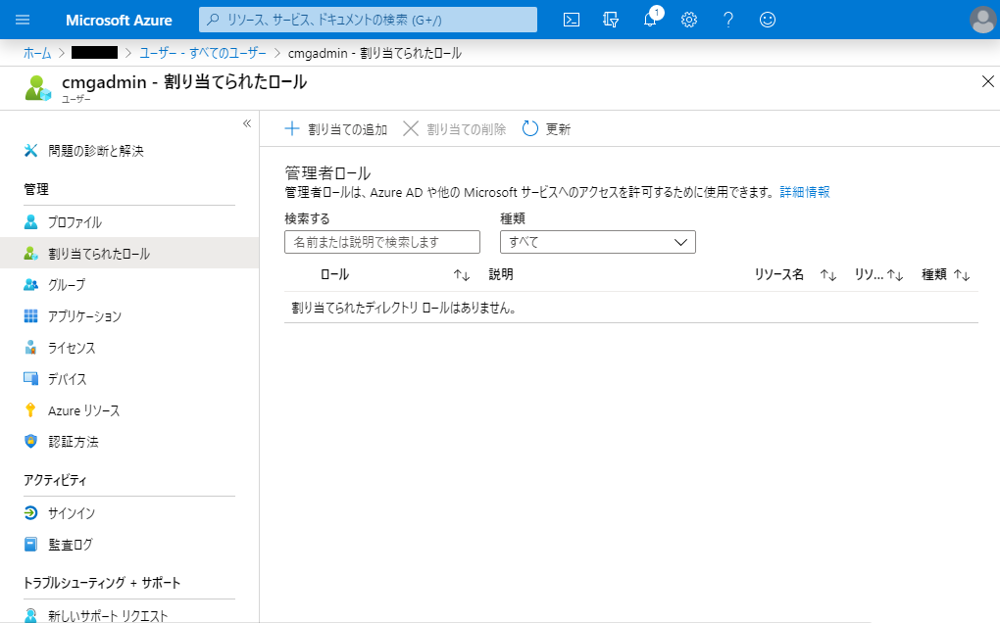 Microsoft Azure
リソース、サービス、ドキュメントの検索 (G+/)
1
ホーム > > ユーザー - すべてのユーザー > cmgadmin - 割り当てられたロール
cmgadmin - 割り当てられたロール
ユーザー
問題の診断と解決
管理
プロファイル
割り当てられたロール
グループ
アプリケーション
ライセンス
デバイス
Azure リソース
認証方法
アクティビティ
サインイン
監査ログ
トラブルシューティング + サポート
新しいサポート リクエスト
割り当ての追加 割り当ての削除 更新
管理者ロール
管理者ロールは、Azure AD や他の Microsoft サービスへのアクセスを許可するために使用できます。 詳細情報
検索する 種類
名前または説明で検索します すべて
ロール 説明 リソース名 リソ... 種類
割り当てられたディレクトリ ロールはありません。